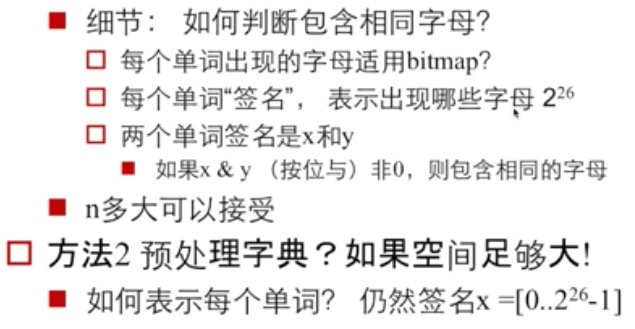 细节： 如何判断包含相同字母?
每个单词出现的字母适用bitmap?
每个单词“签名”， 表示出现哪些字母 2²⁶
两个单词签名是x和y
如果x & y （按位与）非0，则包含相同的字母
n多大可以接受
方法2 预处理字典？如果空间足够大!
如何表示每个单词? 仍然签名x =[0..2²⁶-1]